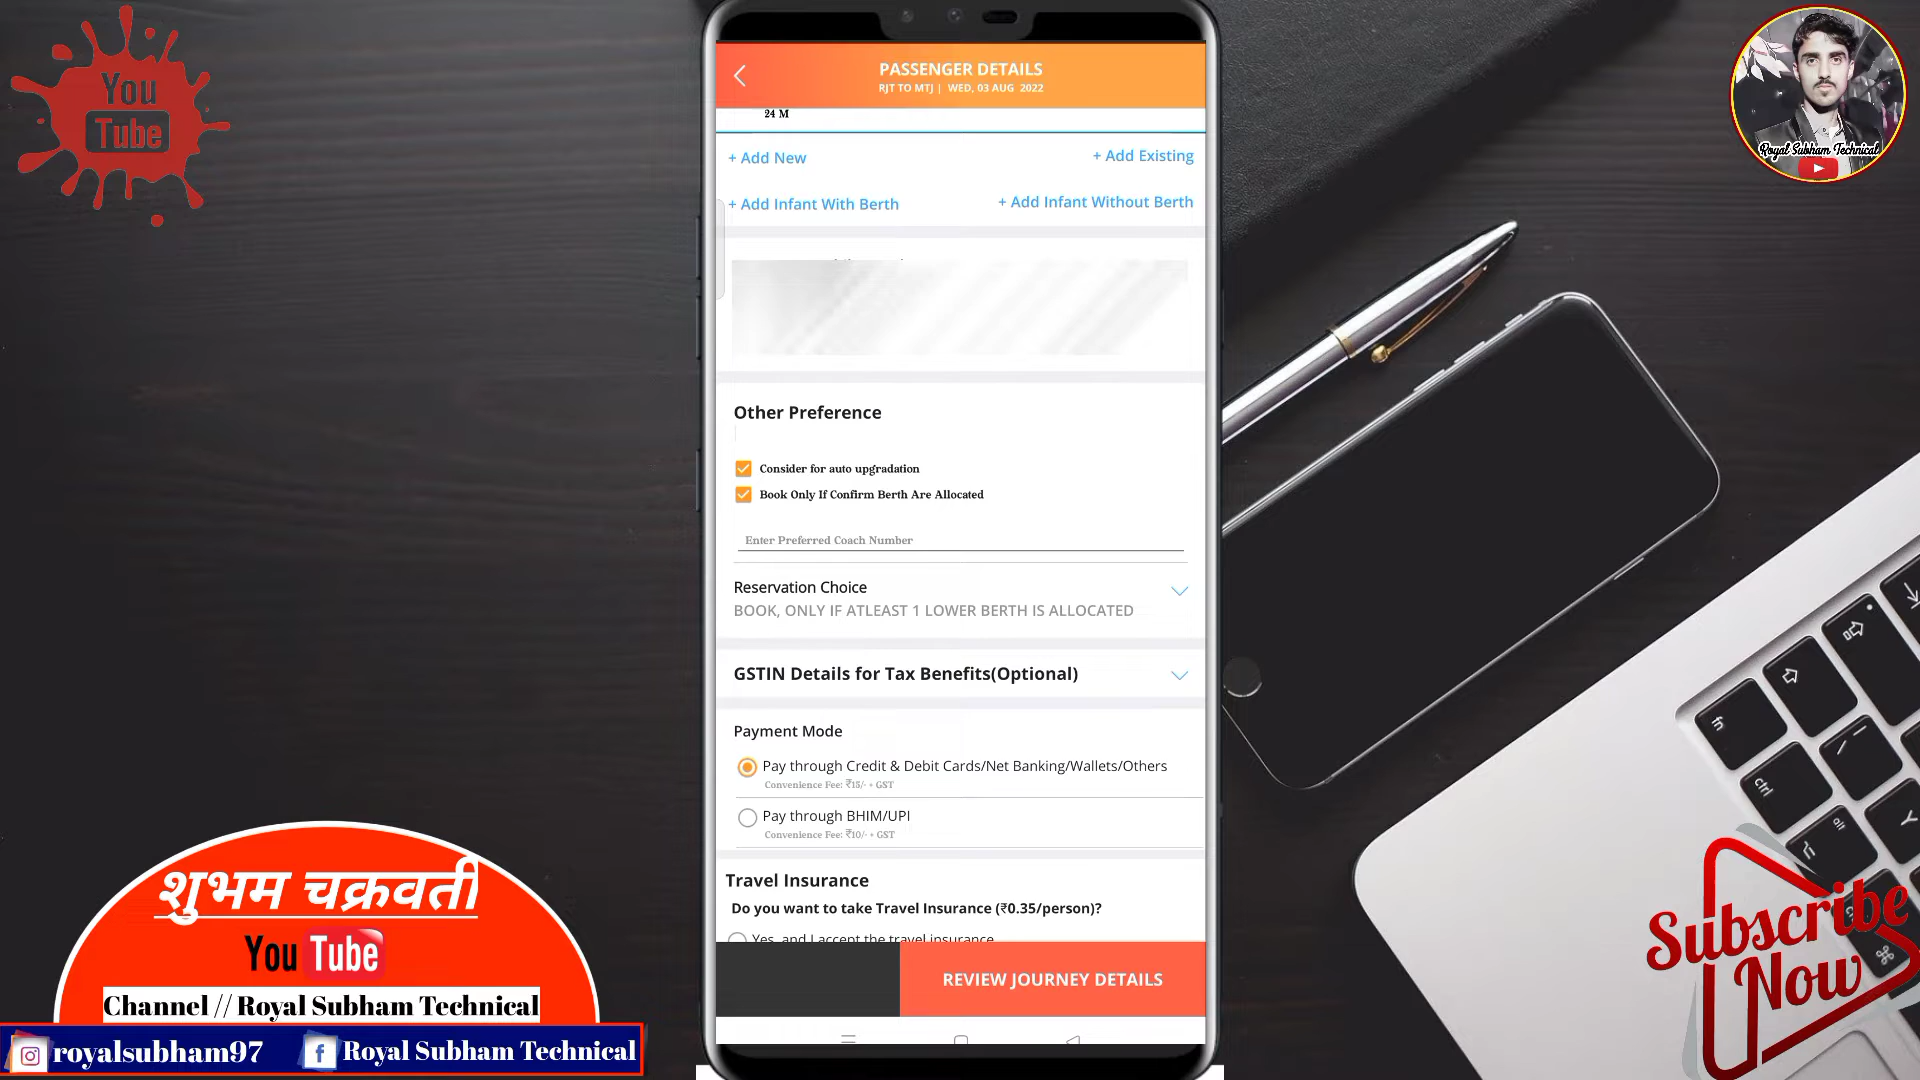 You
Tube
PASSENGER DETAILS
RJT TO MTJ | WED, 03 AUG 2022
24 M
+ Add New
+ Add Existing
+ Add Infant With Berth
+ Add Infant Without Berth
Other Preference
Consider for auto upgradation
Book Only If Confirm Berth Are Allocated
Enter Preferred Coach Number
Reservation Choice
BOOK, ONLY IF ATLEAST 1 LOWER BERTH IS ALLOCATED
GSTIN Details for Tax Benefits(Optional)
Payment Mode
Pay through Credit & Debit Cards/Net Banking/Wallets/Others
Convenience Fee: ₹15/- + GST
Pay through BHIM/UPI
Convenience Fee: ₹10/- + GST
Travel Insurance
Do you want to take Travel Insurance (₹0.35/person)?
Yes, and I accept the travel insurance
REVIEW JOURNEY DETAILS
Royal Subham Technical
शुभम चक्रवर्ती
You Tube
Channel // Royal Subham Technical
royalsubham97
Royal Subham Technical
ctrl
alt
Subscribe
Now